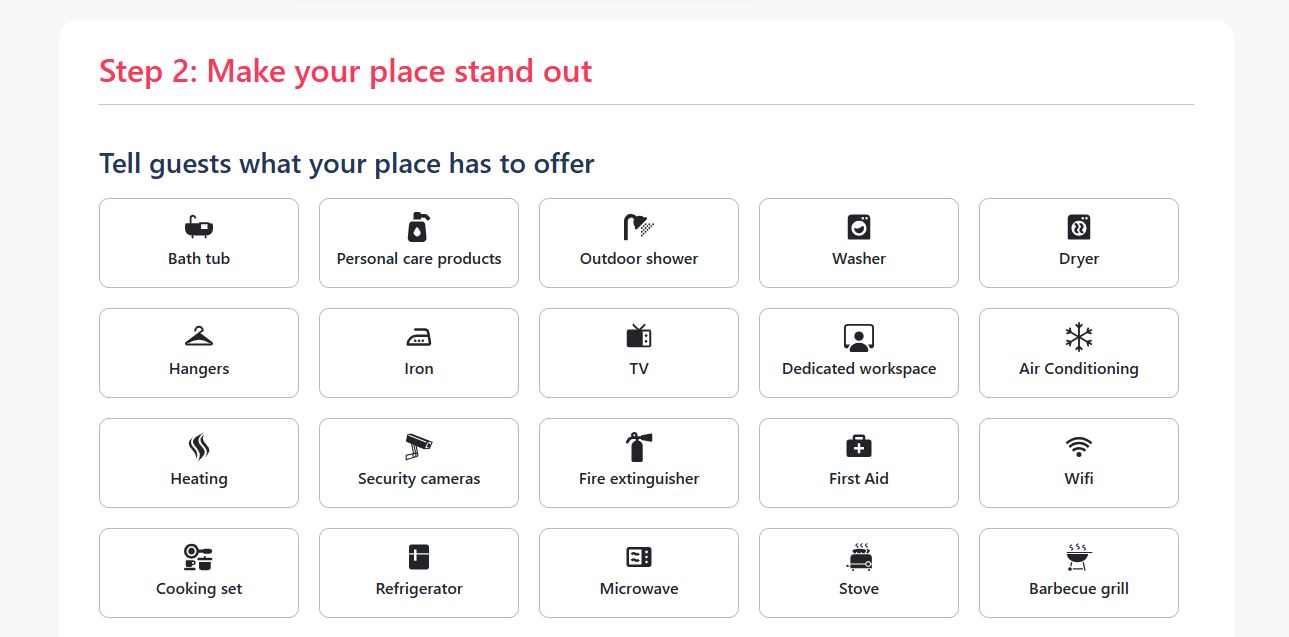 Step 2: Make your place stand out
Tell guests what your place has to offer
Bath tub
Personal care products
Outdoor shower
Washer
Dryer
Hangers
Iron
TV
Dedicated workspace
Air Conditioning
Heating
Security cameras
Fire extinguisher
First Aid
Wifi
Cooking set
Refrigerator
Microwave
Stove
Barbecue grill